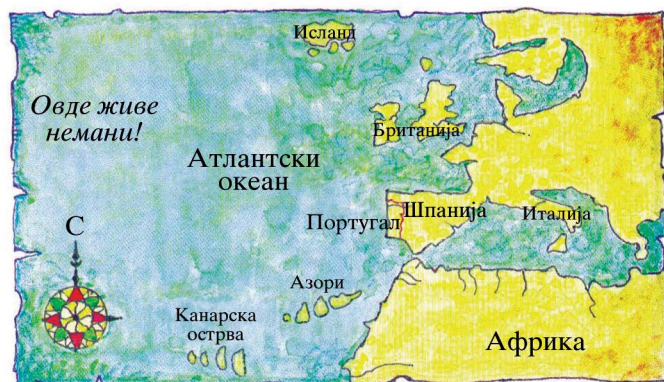 Исланд
Овде живе
немани!
Британија
Атлантски
океан
Португал
Шпанија
Италија
С
Азори
Канарска
острва
Африка